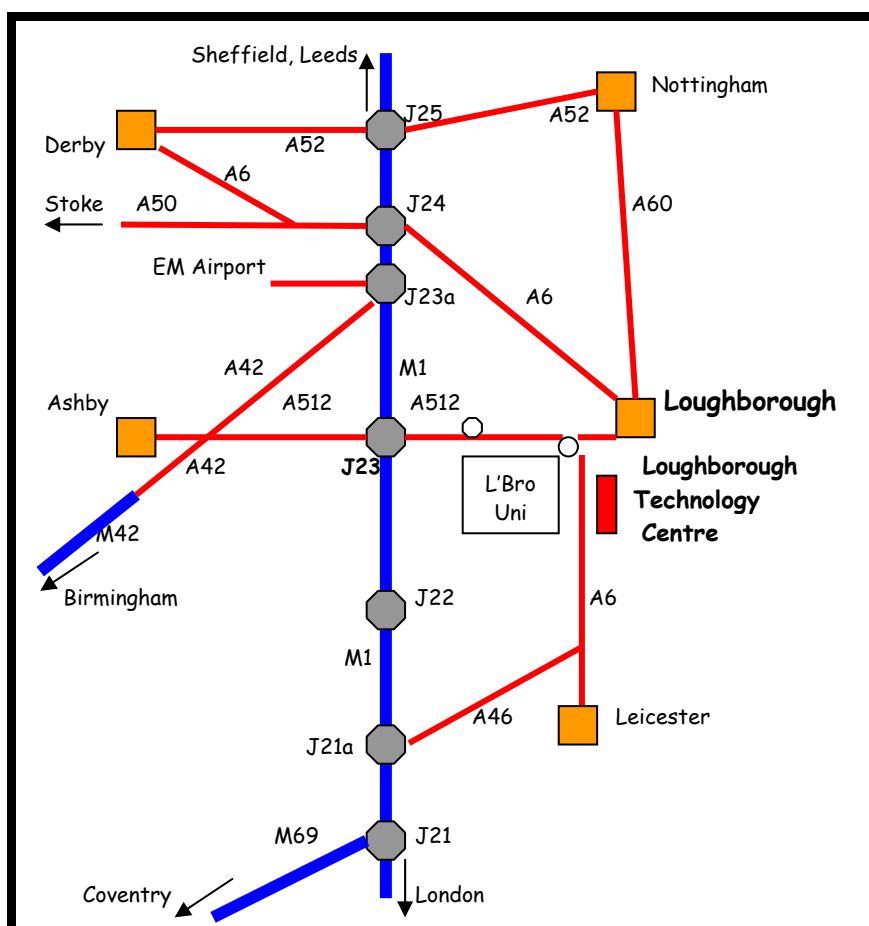 Sheffield, Leeds
Nottingham
J25
A52
A52
Derby
A6
Stoke
A50
J24
A60
EM Airport
J23a
A6
A42
M1
Ashby
A512
A512
Loughborough
A42
J23
L'Bro
Uni
Loughborough
Technology
Centre
M42
Birmingham
J22
A6
M1
A46
Leicester
J21a
M69
J21
Coventry
London